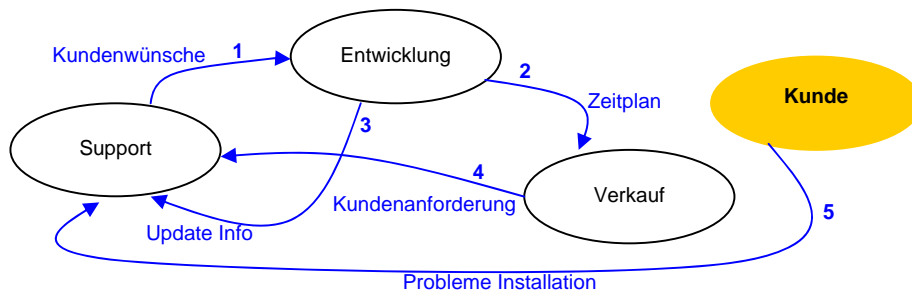 Kundenwünsche
1
Entwicklung
2
Zeitplan
Kunde
3
Support
4
Verkauf
Kundenanforderung
5
Update Info
Probleme Installation